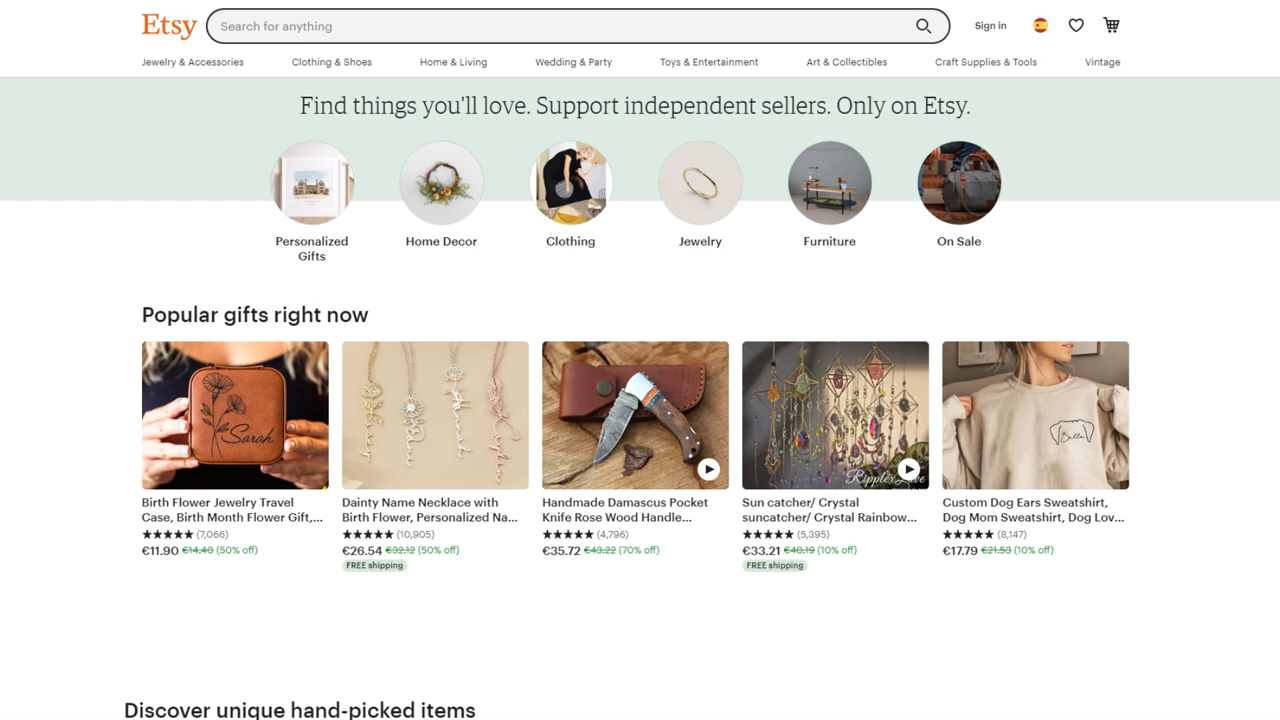 Etsy
Search for anything
Sign in
Jewelry & Accessories
Clothing & Shoes
Home & Living
Wedding & Party
Toys & Entertainment
Art & Collectibles
Craft Supplies & Tools
Vintage
Find things you'll love. Support independent sellers. Only on Etsy.
Personalized
Gifts
Home Decor
Clothing
Jewelry
Furniture
On Sale
Popular gifts right now
Sarah
Birth Flower Jewelry Travel
Case, Birth Month Flower Gift,...
(7,066)
€11.90 €14.40 (50% off)
Dainty Name Necklace with
Birth Flower, Personalized Na...
(10,905)
€26.54 €32.12 (50% off)
FREE shipping
Handmade Damascus Pocket
Knife Rose Wood Handle...
(4,796)
€35.72 €43.22 (70% off)
Sun catcher/ Crystal
suncatcher/ Crystal Rainbow...
(5,395)
€33.21 €40.19 (10% off)
FREE shipping
Custom Dog Ears Sweatshirt,
Dog Mom Sweatshirt, Dog Lov...
(8,147)
€17.79 €21.53 (10% off)
Discover unique hand-picked items